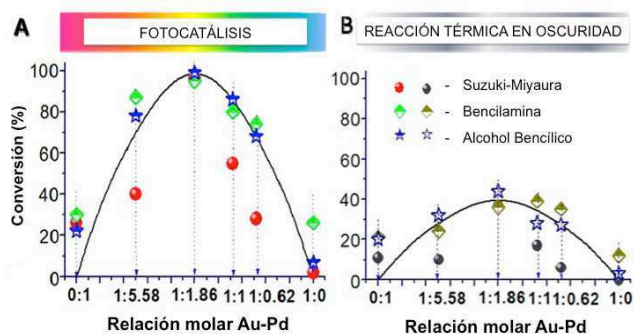 A
FOTOCATÁLISIS
Conversión (%)
100
80
60
40
20
0
0:1 1:5.58 1:1.86 1:1 1:0.62 1:0
Relación molar Au-Pd
B
REACCIÓN TÉRMICA EN OSCURIDAD
- Suzuki-Miyaura
- Bencilamina
- Alcohol Bencílico
100
80
60
40
20
0
0:1 1:5.58 1:1.86 1:11:0.62 1:0
Relación molar Au-Pd